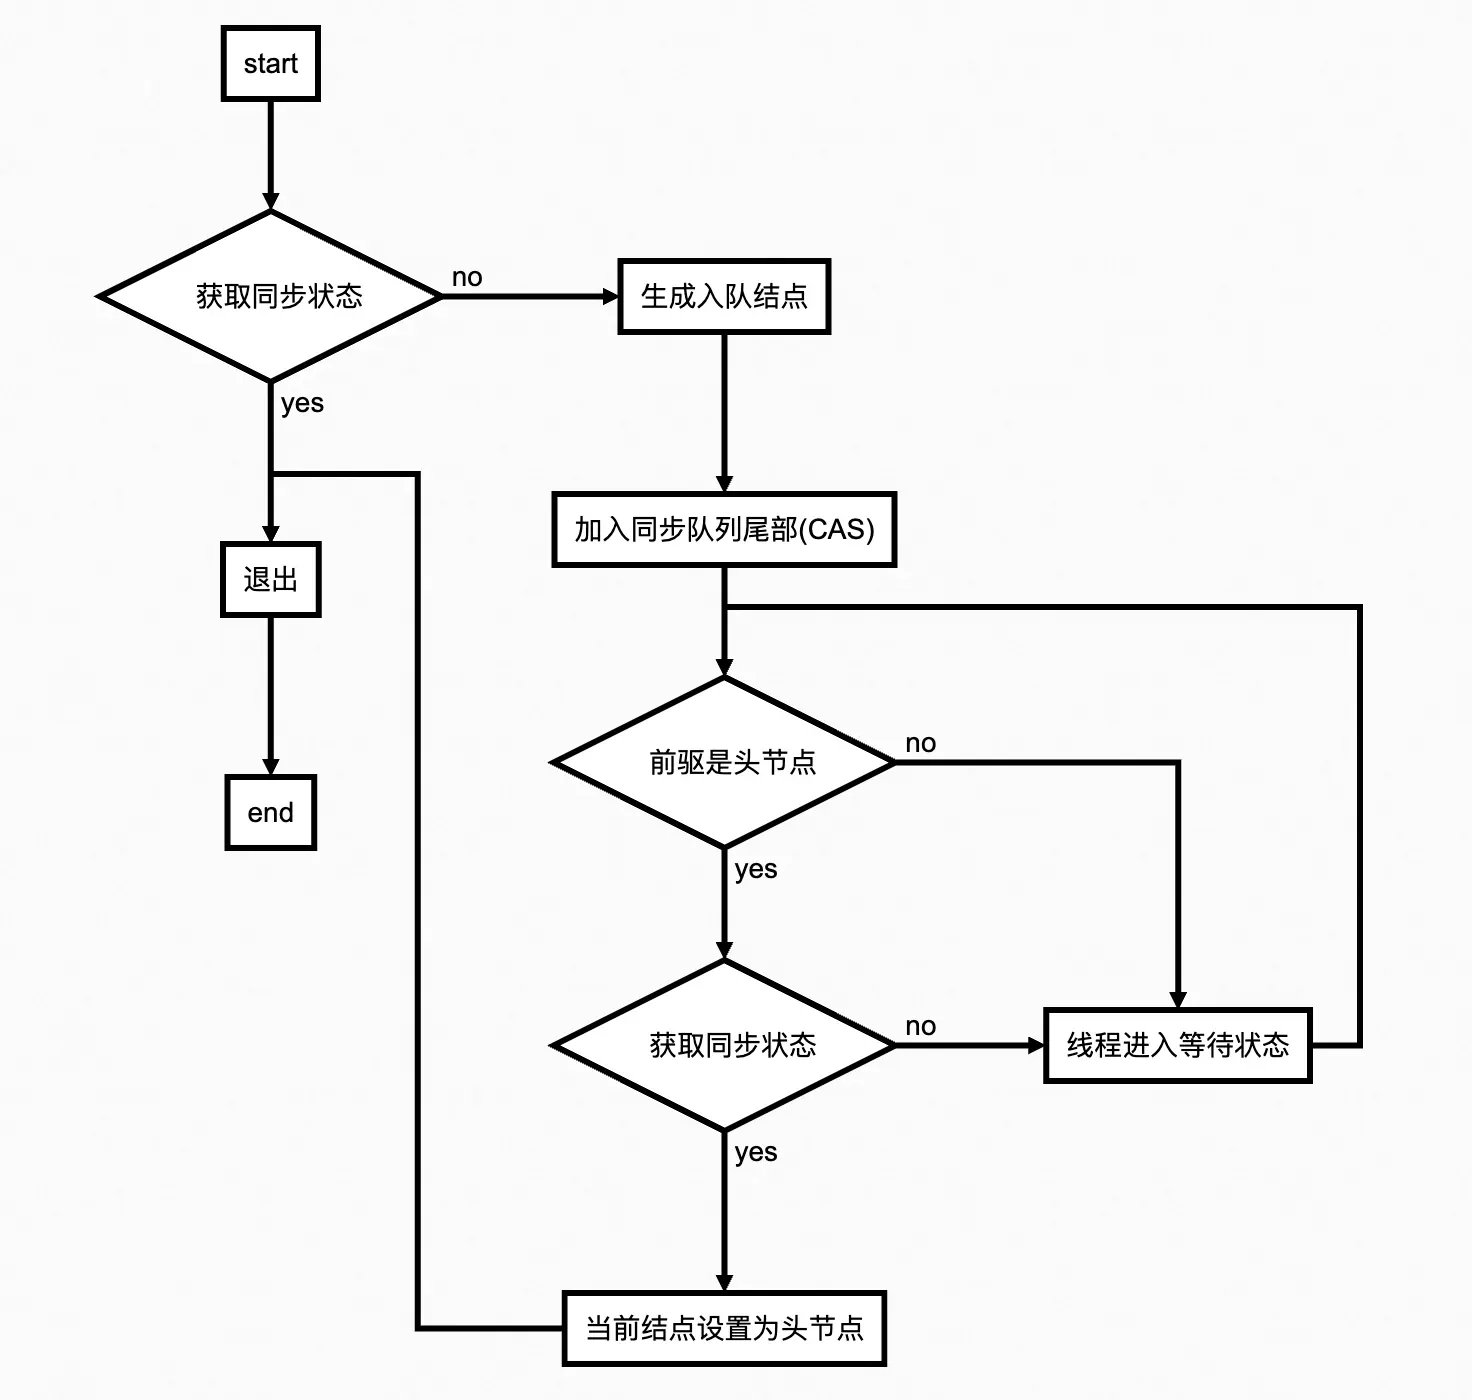 start
获取同步状态
no
生成入队结点
yes
加入同步队列尾部(CAS)
退出
前驱是头节点
no
end
yes
获取同步状态
no
线程进入等待状态
yes
当前结点设置为头节点